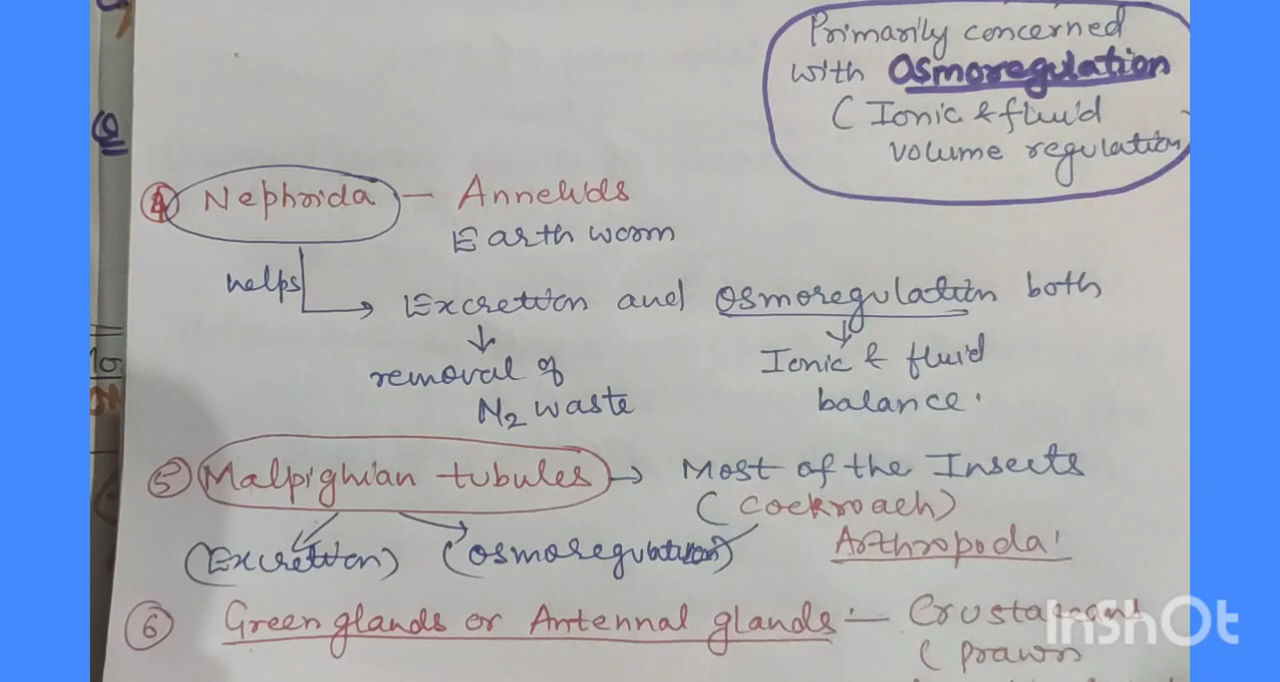 Primarily concerned
with Osmoregulation
( Ionic & fluid
volume regulation
④ Nephrida — Annelids
Earth worm
helps → Excretion and Osmoregulation both
↓ ↓
removal of Ionic & fluid
N2 waste balance.
⑤ Malpighian tubules → Most of the Insects
(Cockroach)
(Excretion) (Osmoregulation) Arthropoda
⑥ Green glands or Antennal glands :— Crustacean
( prawn
InShOt